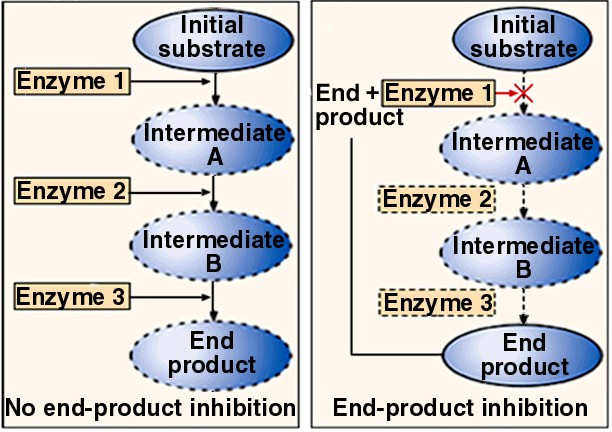 Initial
substrate
Enzyme 1
Intermediate
A
Enzyme 2
Intermediate
B
Enzyme 3
End
product
No end-product inhibition
Initial
substrate
End + Enzyme 1
product
Intermediate
A
Enzyme 2
Intermediate
B
Enzyme 3
End
product
End-product inhibition